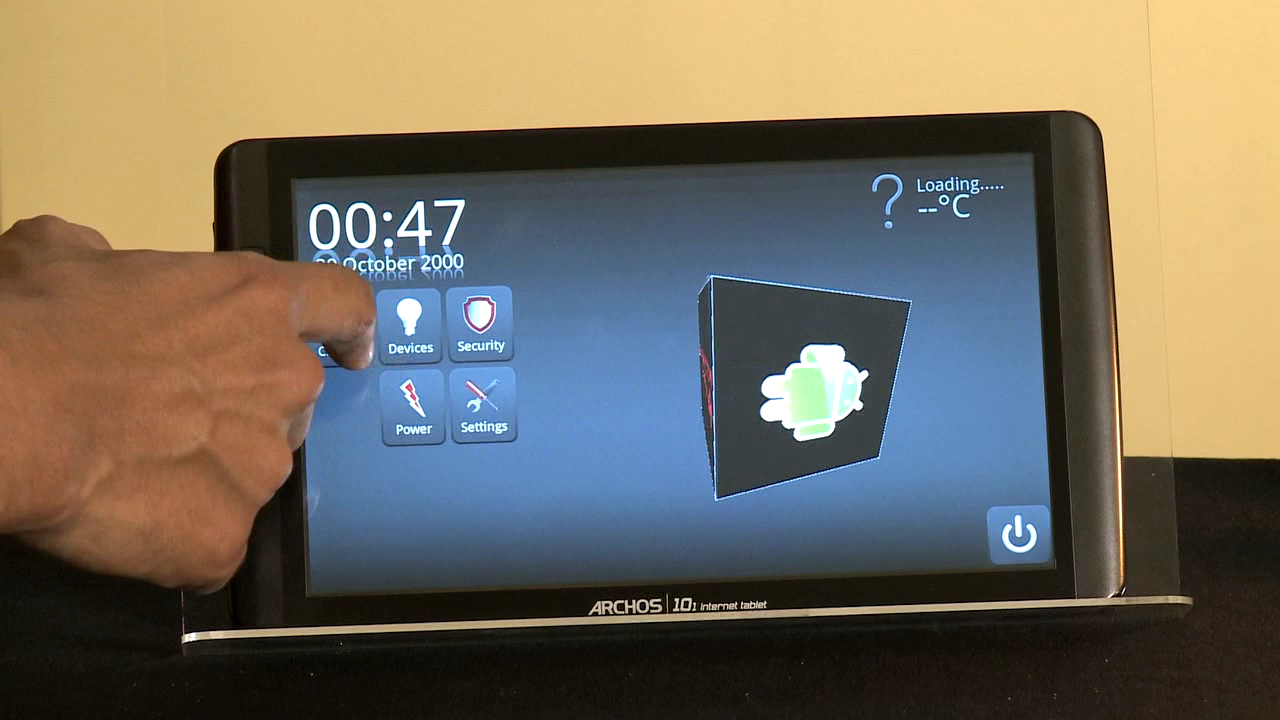 00:47
October 2000
Loading.....
--°C
Devices
Security
Power
Settings
ARCHOS 101 internet tablet